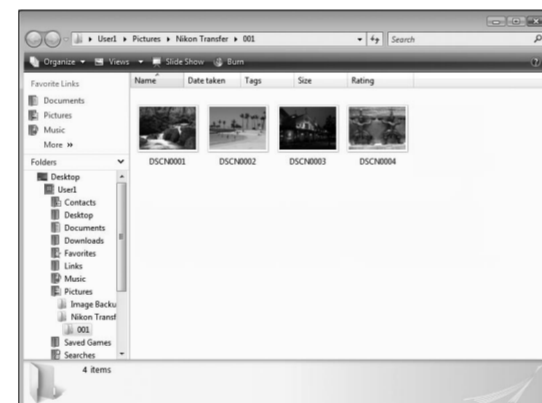 User1 Pictures Nikon Transfer 001
Search
Organize Views Slide Show Burn
Favorite Links
Documents
Pictures
Music
More »
Name Date taken Tags Size Rating
DSCN0001 DSCN0002 DSCN0003 DSCN0004
Folders
Desktop
User1
Contacts
Desktop
Documents
Downloads
Favorites
Links
Music
Pictures
Image Backu
Nikon Transf
001
Saved Games
Searches
4 items